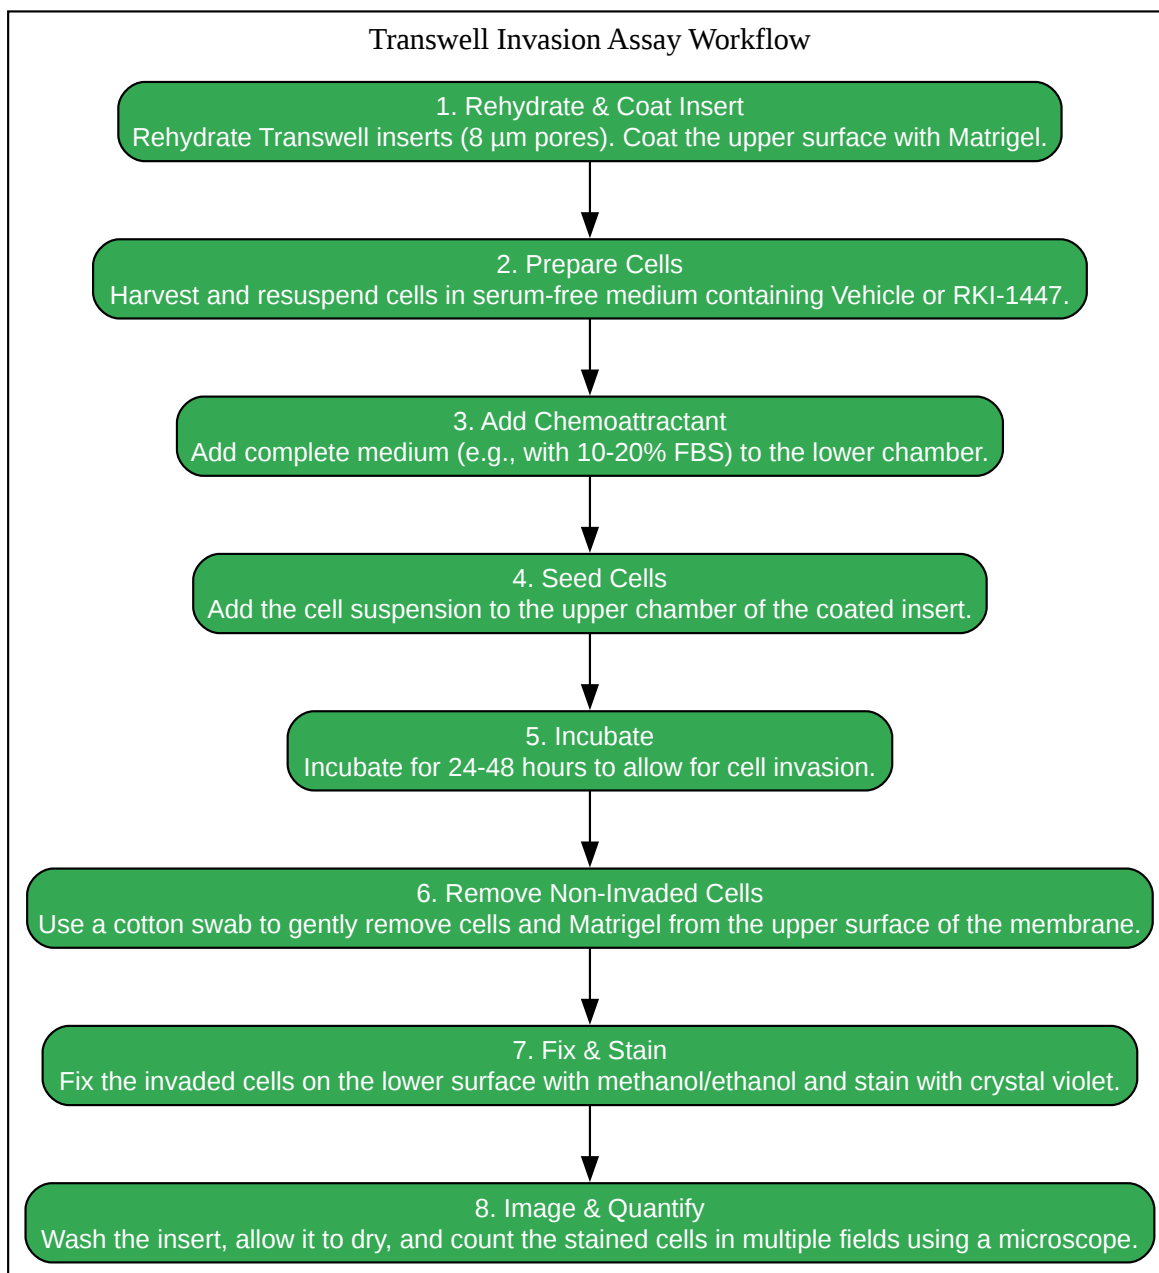 Transwell Invasion Assay Workflow
1. Rehydrate & Coat Insert
Rehydrate Transwell inserts (8 µm pores). Coat the upper surface with Matrigel.
2. Prepare Cells
Harvest and resuspend cells in serum-free medium containing Vehicle or RKI-1447.
3. Add Chemoattractant
Add complete medium (e.g., with 10-20% FBS) to the lower chamber.
4. Seed Cells
Add the cell suspension to the upper chamber of the coated insert.
5. Incubate
Incubate for 24-48 hours to allow for cell invasion.
6. Remove Non-Invaded Cells
Use a cotton swab to gently remove cells and Matrigel from the upper surface of the membrane.
7. Fix & Stain
Fix the invaded cells on the lower surface with methanol/ethanol and stain with crystal violet.
8. Image & Quantify
Wash the insert, allow it to dry, and count the stained cells in multiple fields using a microscope.